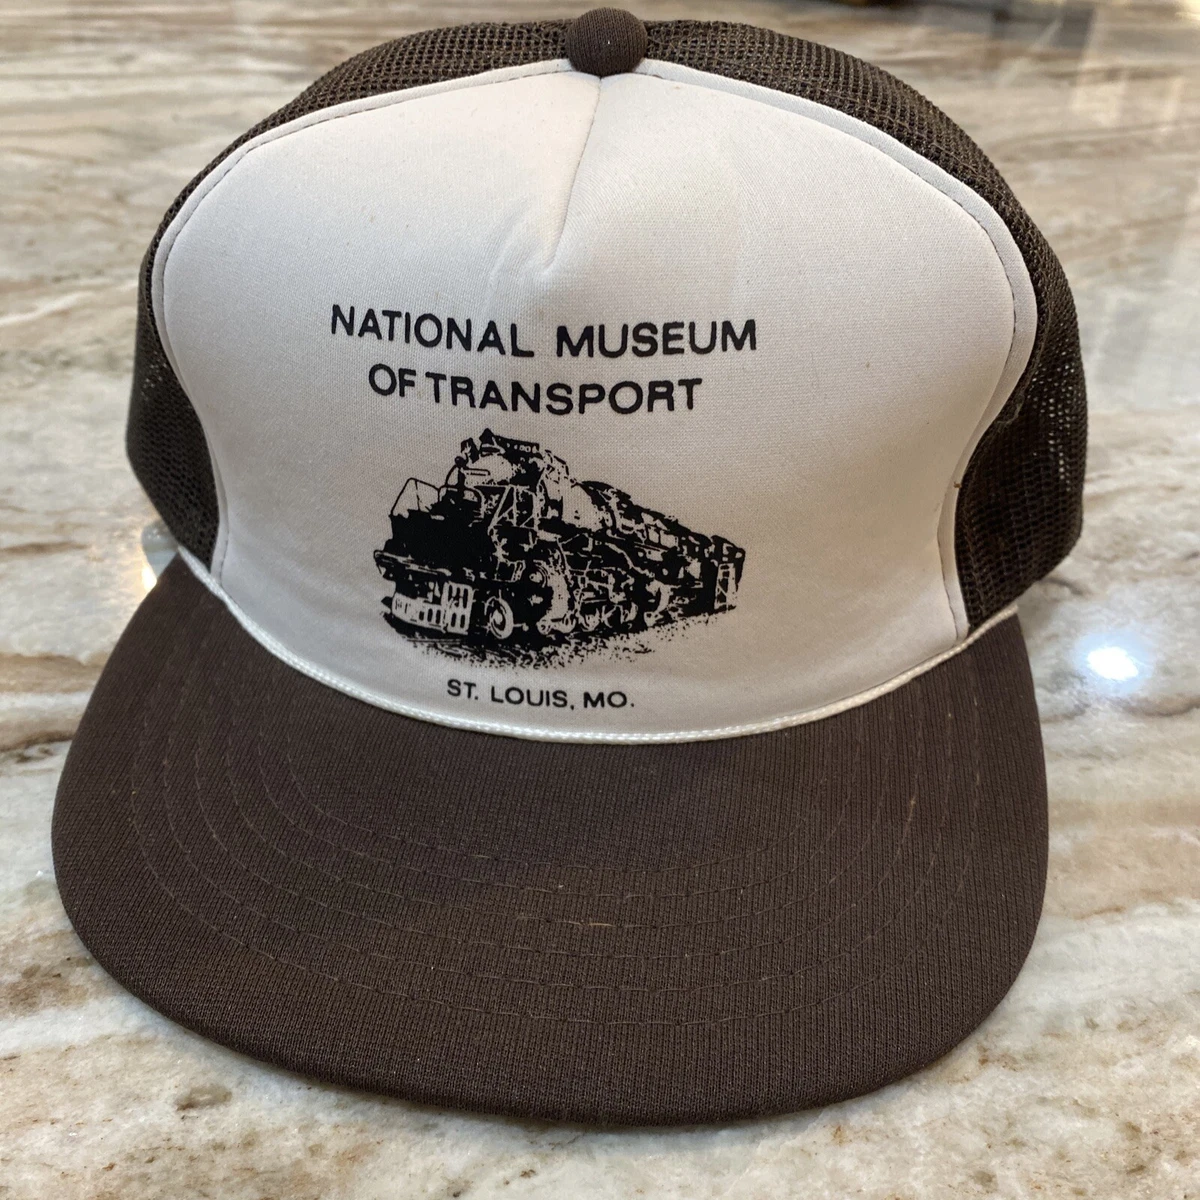 NATIONAL MUSEUM
OF TRANSPORT
ST. LOUIS, MO.